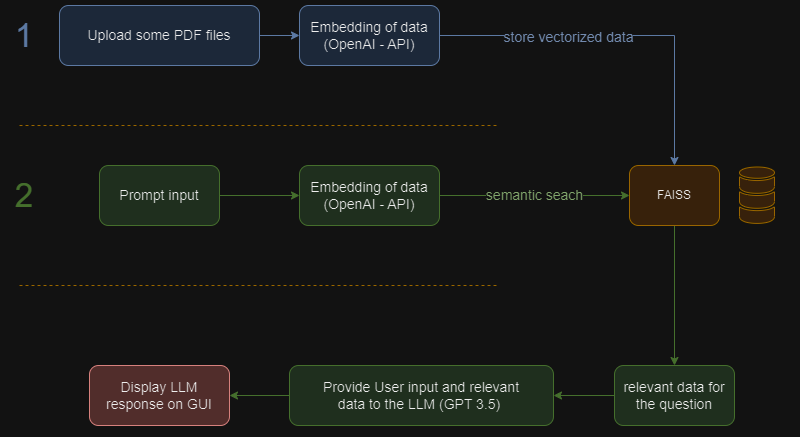 1
Upload some PDF files
Embedding of data
(OpenAI - API)
store vectorized data
2
Prompt input
Embedding of data
(OpenAI - API)
semantic seach
FAISS
Display LLM
response on GUI
Provide User input and relevant
data to the LLM (GPT 3.5)
relevant data for
the question